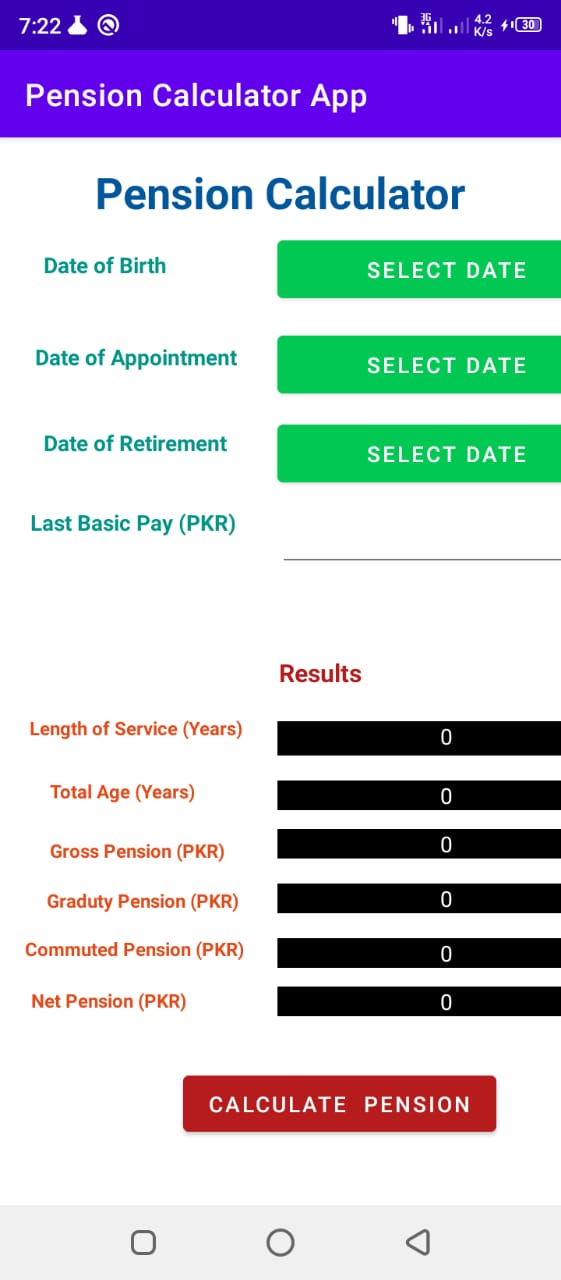 7:22 3G 4.2 K/s 30
Pension Calculator App
Pension Calculator
Date of Birth SELECT DATE
Date of Appointment SELECT DATE
Date of Retirement SELECT DATE
Last Basic Pay (PKR)
Results
Length of Service (Years) 0
Total Age (Years) 0
Gross Pension (PKR) 0
Graduty Pension (PKR) 0
Commuted Pension (PKR) 0
Net Pension (PKR) 0
CALCULATE PENSION